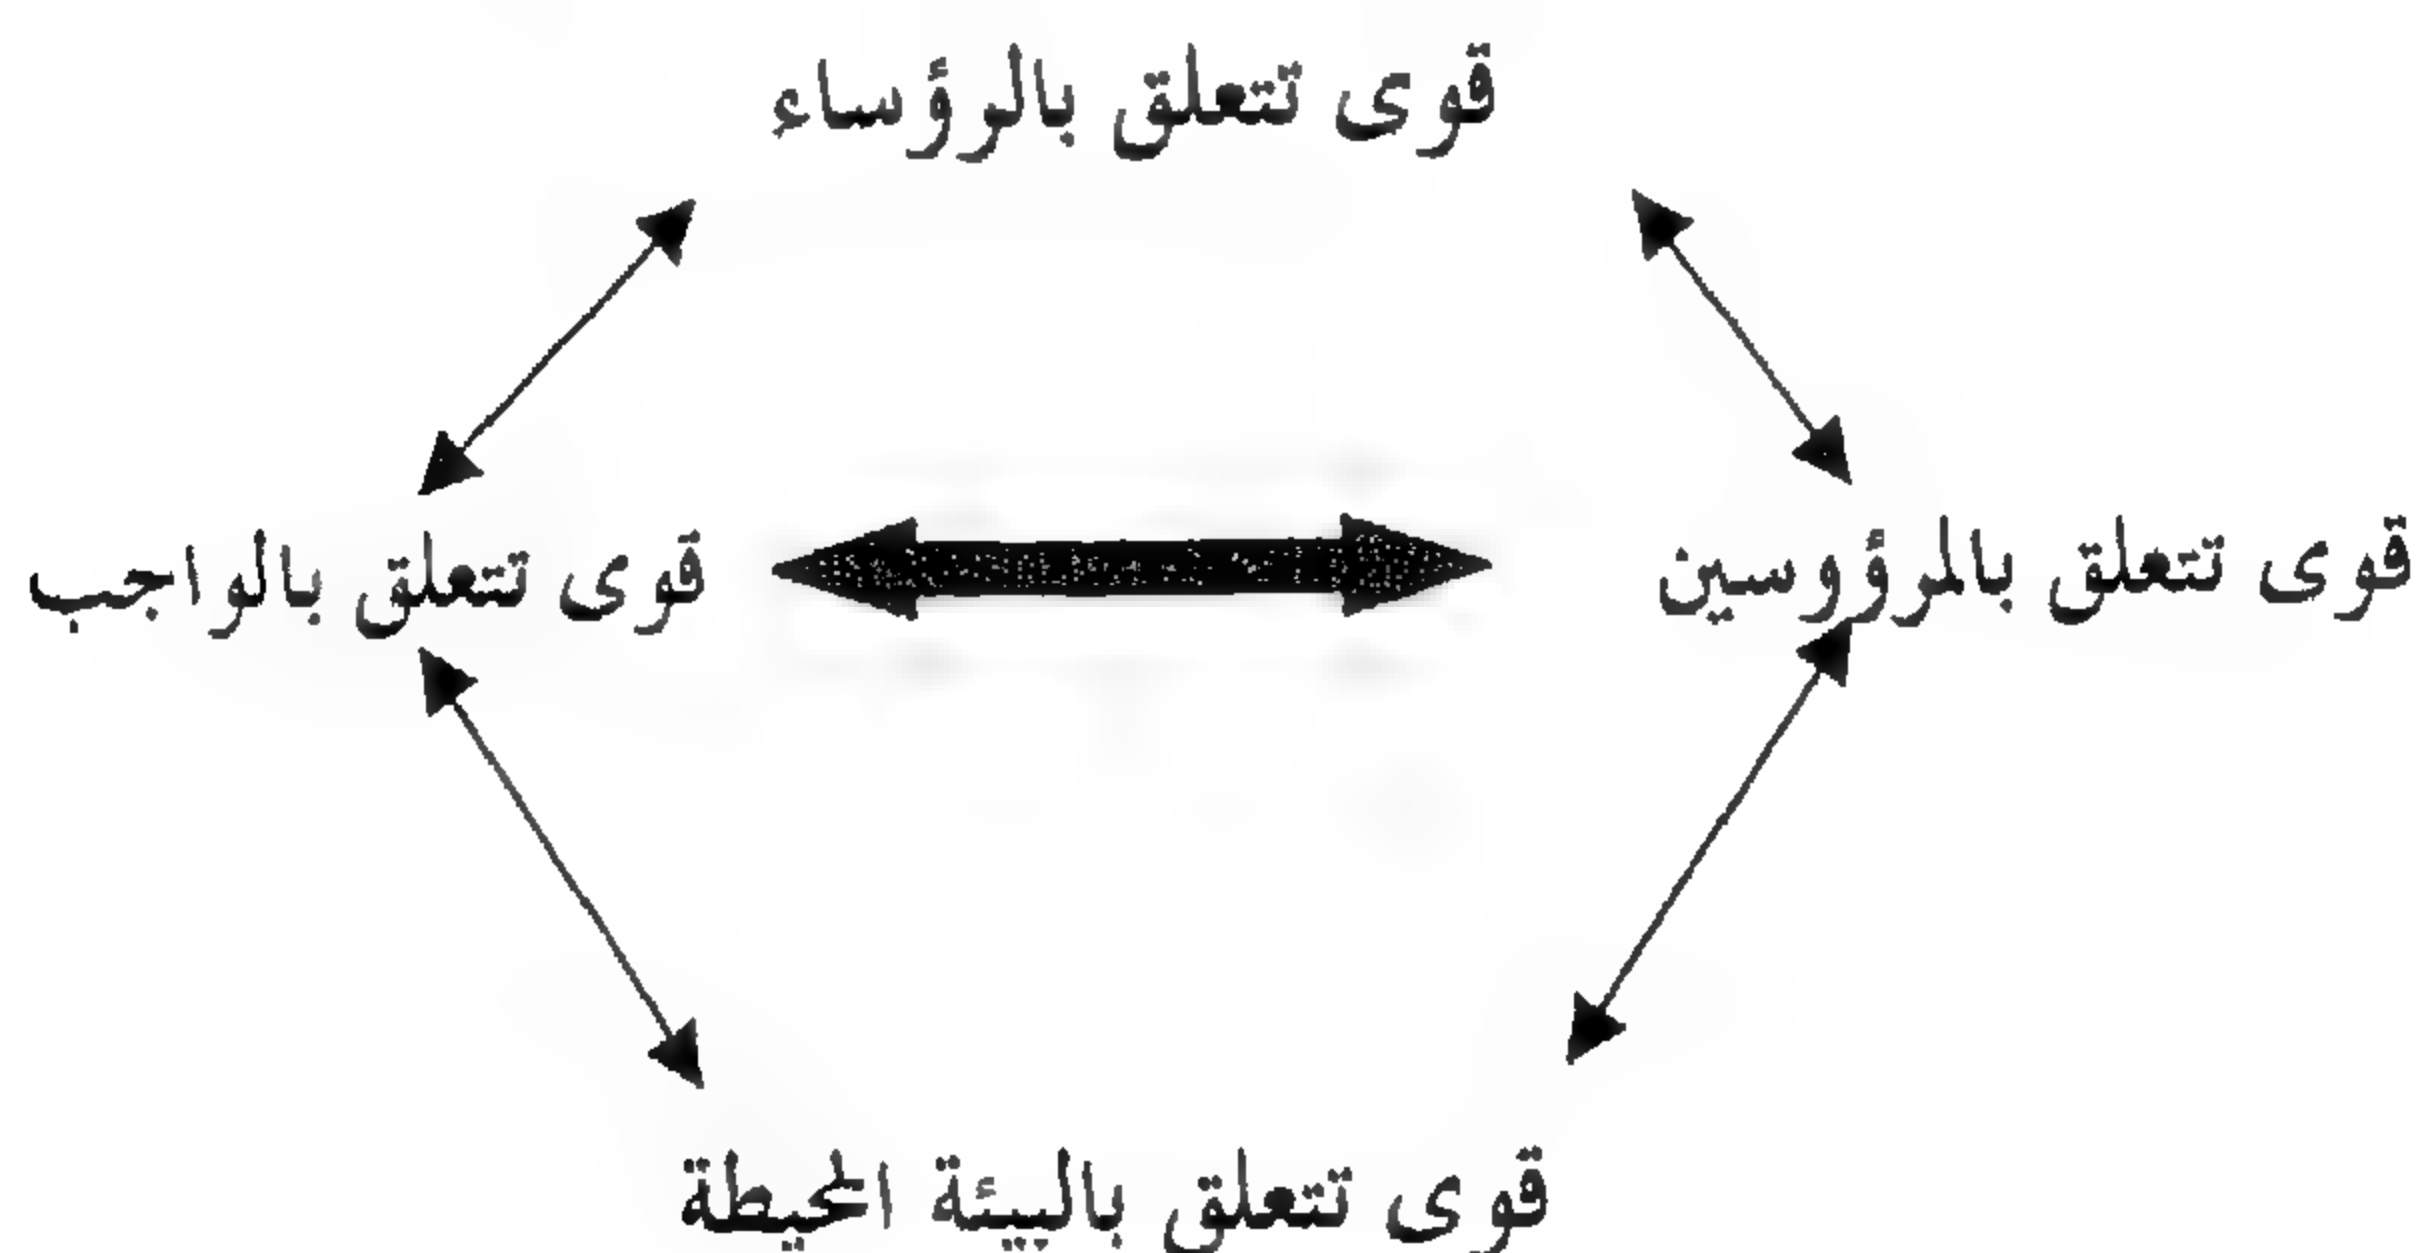 قوى تتعلق بالرؤساء
قوى تتعلق بالمرؤوسين
قوى تتعلق بالواجب
قوى تتعلق بالبيئة المحيطة